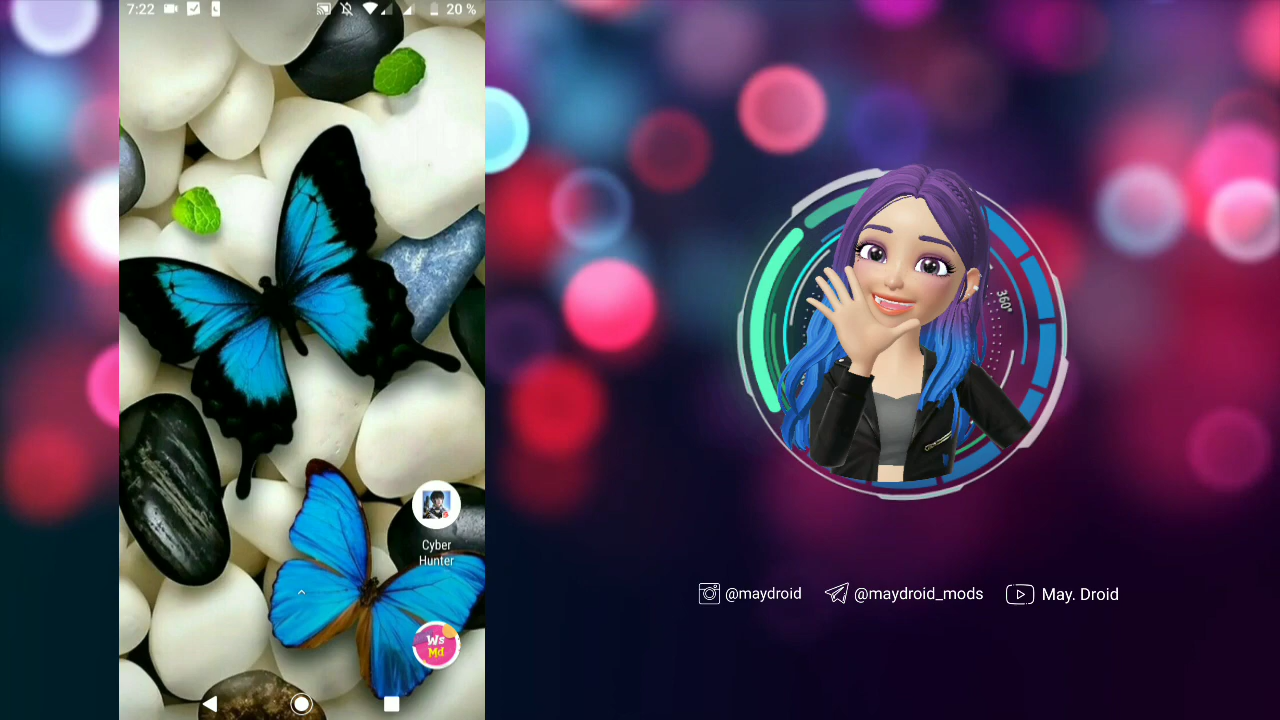 7:22
20 %
360°
Cyber
Hunter
Ws
Md
@maydroid
@maydroid_mods
May. Droid